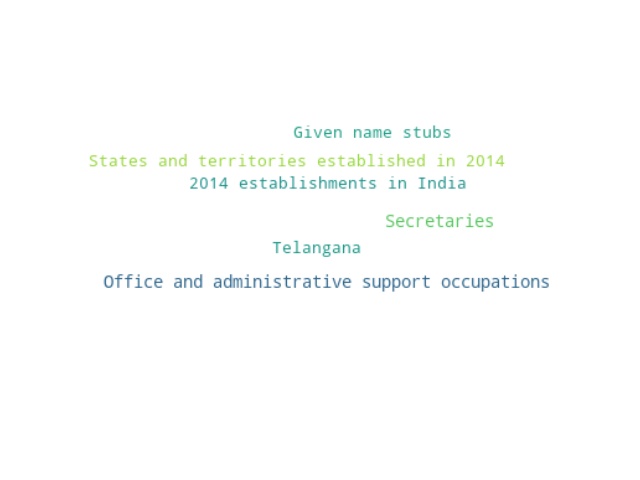 Given name stubs
States and territories established in 2014
2014 establishments in India
Secretaries
Telangana
Office and administrative support occupations